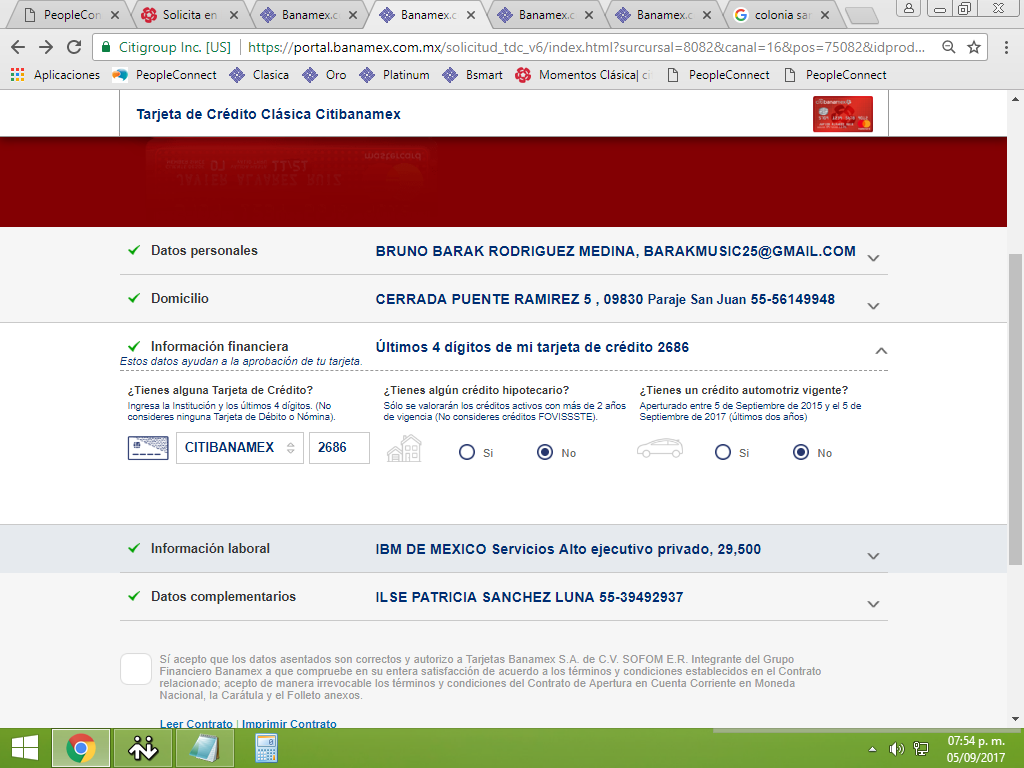 PeopleCon
Solicita en
Banamex.c
Banamex.c
Banamex.c
Banamex.c
colonia sar
Citigroup Inc. [US]
https://portal.banamex.com.mx/solicitud_tdc_v6/index.html?surcursal=8082&canal=16&pos=75082&idprod...
Aplicaciones PeopleConnect Clasica Oro Platinum Bsmart Momentos Clásica| ci PeopleConnect PeopleConnect
Tarjeta de Crédito Clásica Citibanamex
Datos personales
BRUNO BARAK RODRIGUEZ MEDINA, BARAKMUSIC25@GMAIL.COM
Domicilio
CERRADA PUENTE RAMIREZ 5 , 09830 Paraje San Juan 55-56149948
Información financiera
Estos datos ayudan a la aprobación de tu tarjeta.
Últimos 4 dígitos de mi tarjeta de crédito 2686
¿Tienes alguna Tarjeta de Crédito?
Ingresa la Institución y los últimos 4 dígitos. (No
consideres ninguna Tarjeta de Débito o Nómina).
CITIBANAMEX
2686
¿Tienes algún crédito hipotecario?
Sólo se valorarán los créditos activos con más de 2 años
de vigencia (No consideres créditos FOVISSSTE).
Si
No
¿Tienes un crédito automotriz vigente?
Aperturado entre 5 de Septiembre de 2015 y el 5 de
Septiembre de 2017 (últimos dos años)
Si
No
Información laboral
IBM DE MEXICO Servicios Alto ejecutivo privado, 29,500
Datos complementarios
ILSE PATRICIA SANCHEZ LUNA 55-39492937
Sí acepto que los datos asentados son correctos y autorizo a Tarjetas Banamex S.A. de C.V. SOFOM E.R. Integrante del Grupo
Financiero Banamex a que compruebe en su entera satisfacción de acuerdo a los términos y condiciones establecidos en el Contrato
relacionado; acepto de manera irrevocable los términos y condiciones del Contrato de Apertura en Cuenta Corriente en Moneda
Nacional, la Carátula y el Folleto anexos.
Leer Contrato | Imprimir Contrato
07:54 p. m.
05/09/2017